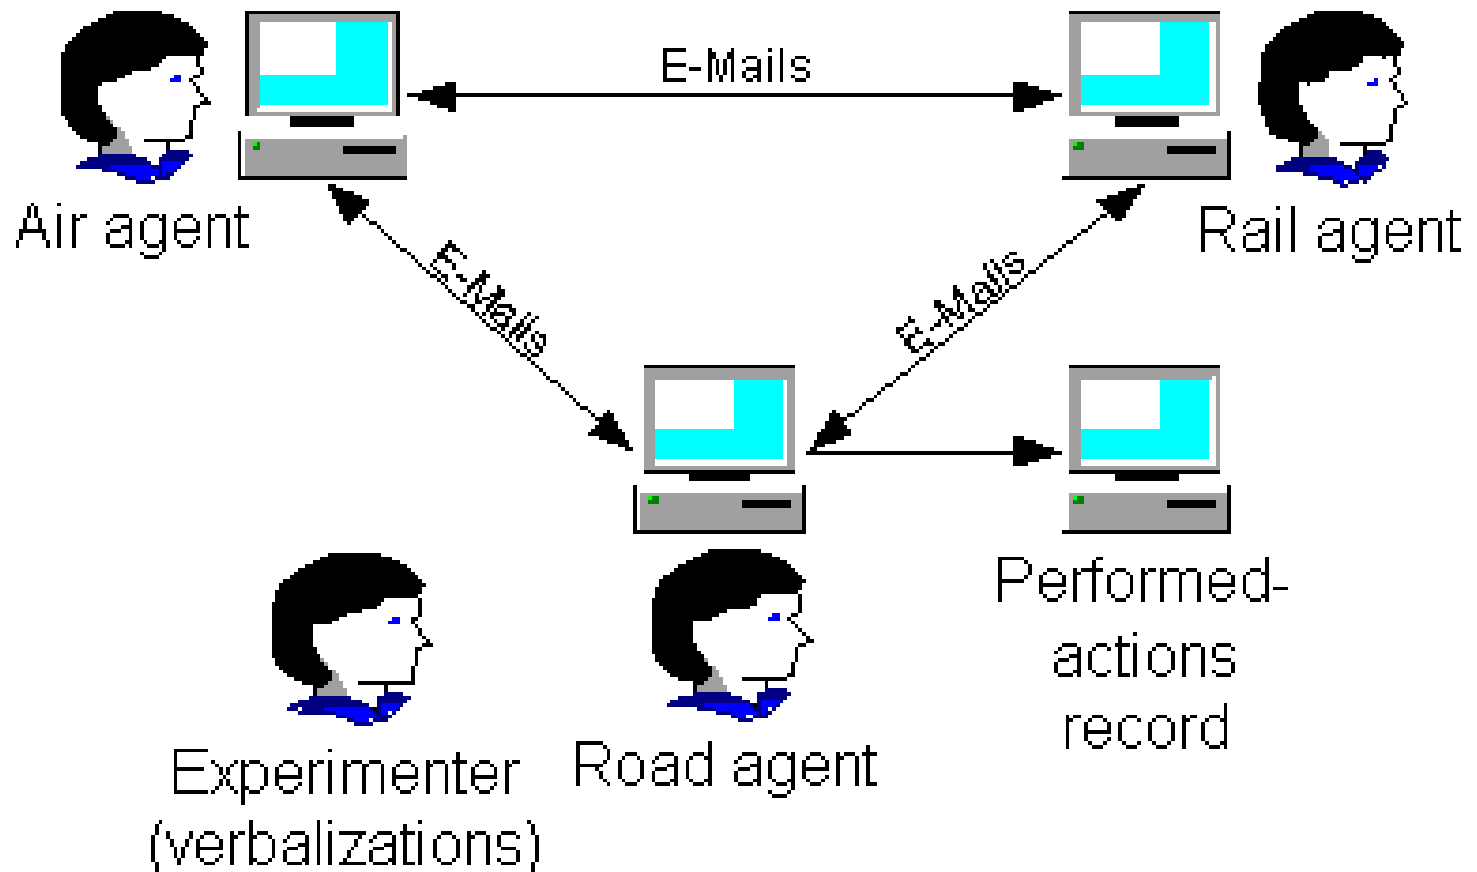 E-Mails
Air agent
Rail agent
E-Mails
E-Mails
Performed-
actions
record
Experimenter
(verbalizations)
Road agent